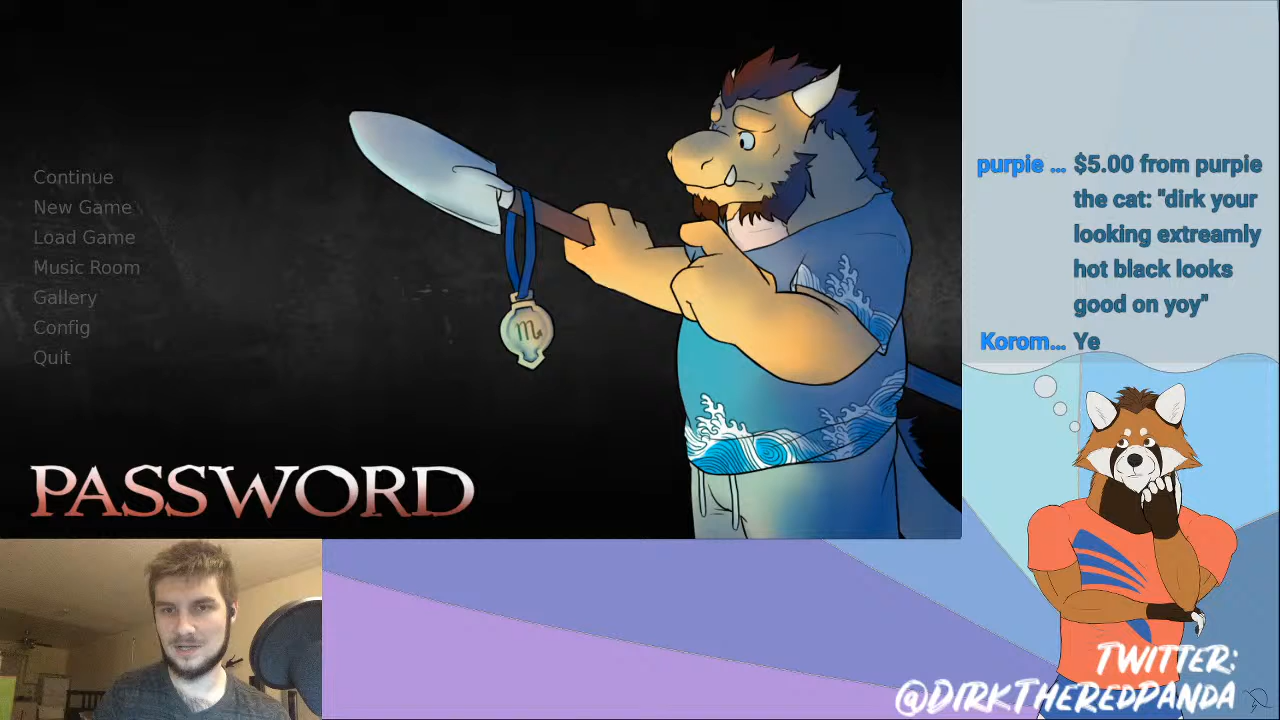 Continue
New Game
Load Game
Music Room
Gallery
Config
Quit
PASSWORD
purpie ... $5.00 from purpie
the cat: "dirk your
looking extreamly
hot black looks
good on yoy"
Korom... Ye
TWITTER:
@DIRKTHEREDPANDA